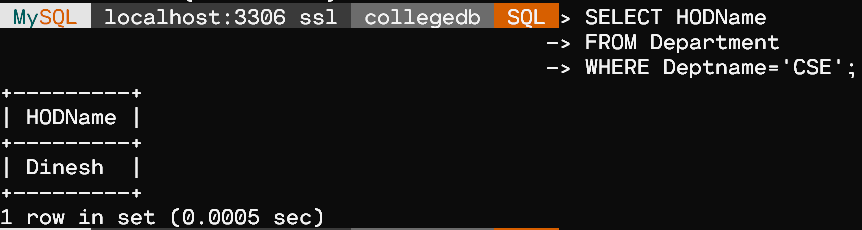 MySQL localhost:3306 ssl collegedb SQL > SELECT HODName
-> FROM Department
-> WHERE Deptname='CSE';
+---------+
| HODName |
+---------+
| Dinesh  |
+---------+
1 row in set (0.0005 sec)